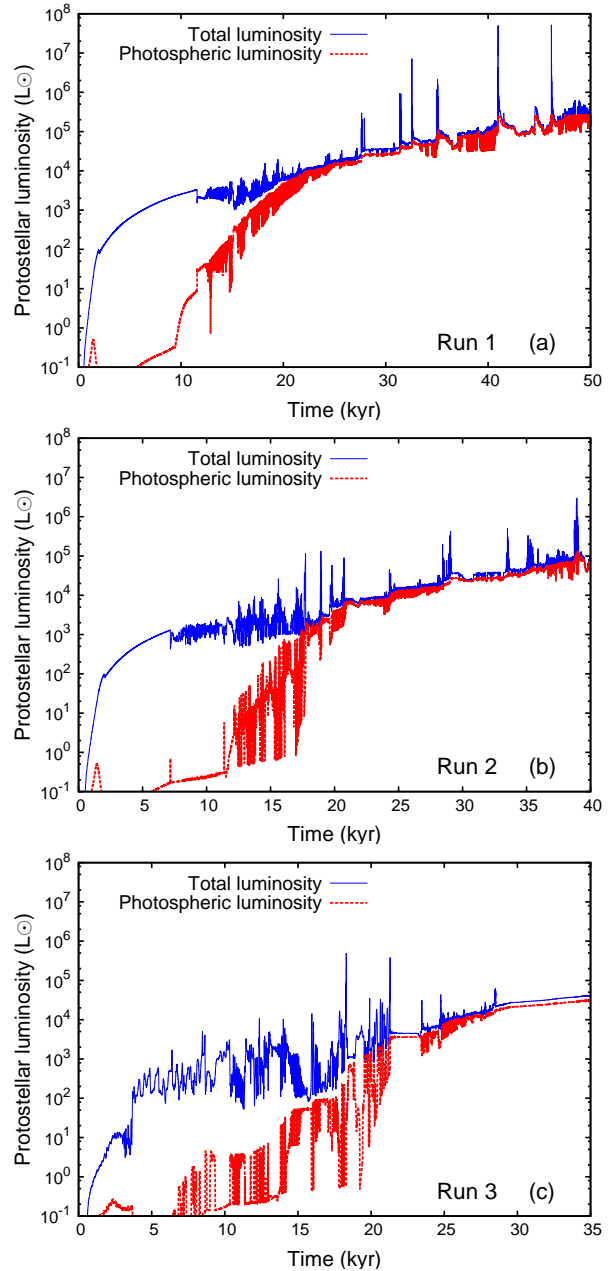 10^8
10^7
10^6
10^5
10^4
10^3
10^2
10^1
10^0
10^-1
Protostellar luminosity (L⊙)
Total luminosity
Photospheric luminosity
Run 1 (a)
0 10 20 30 40 50
Time (kyr)
10^8
10^7
10^6
10^5
10^4
10^3
10^2
10^1
10^0
10^-1
Protostellar luminosity (L⊙)
Total luminosity
Photospheric luminosity
Run 2 (b)
0 5 10 15 20 25 30 35 40
Time (kyr)
10^8
10^7
10^6
10^5
10^4
10^3
10^2
10^1
10^0
10^-1
Protostellar luminosity (L⊙)
Total luminosity
Photospheric luminosity
Run 3 (c)
0 5 10 15 20 25 30 35
Time (kyr)